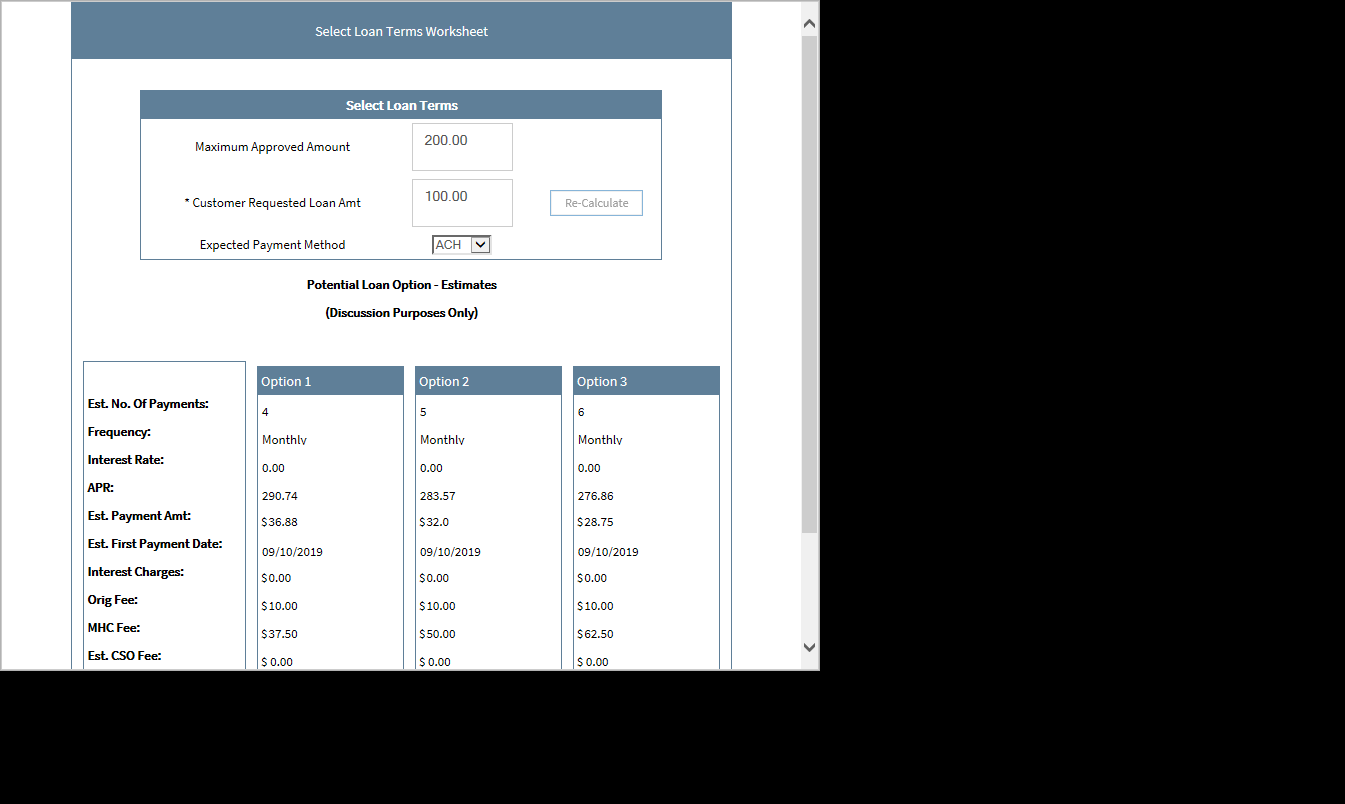 Select Loan Terms Worksheet
Select Loan Terms
Maximum Approved Amount 200.00
* Customer Requested Loan Amt 100.00 Re-Calculate
Expected Payment Method ACH
Potential Loan Option - Estimates
(Discussion Purposes Only)
Option 1 Option 2 Option 3
Est. No. Of Payments: 4 5 6
Frequency: Monthly Monthly Monthly
Interest Rate: 0.00 0.00 0.00
APR: 290.74 283.57 276.86
Est. Payment Amt: $36.88 $32.0 $28.75
Est. First Payment Date: 09/10/2019 09/10/2019 09/10/2019
Interest Charges: $0.00 $0.00 $0.00
Orig Fee: $10.00 $10.00 $10.00
MHC Fee: $37.50 $50.00 $62.50
Est. CSO Fee: $ 0.00 $ 0.00 $ 0.00